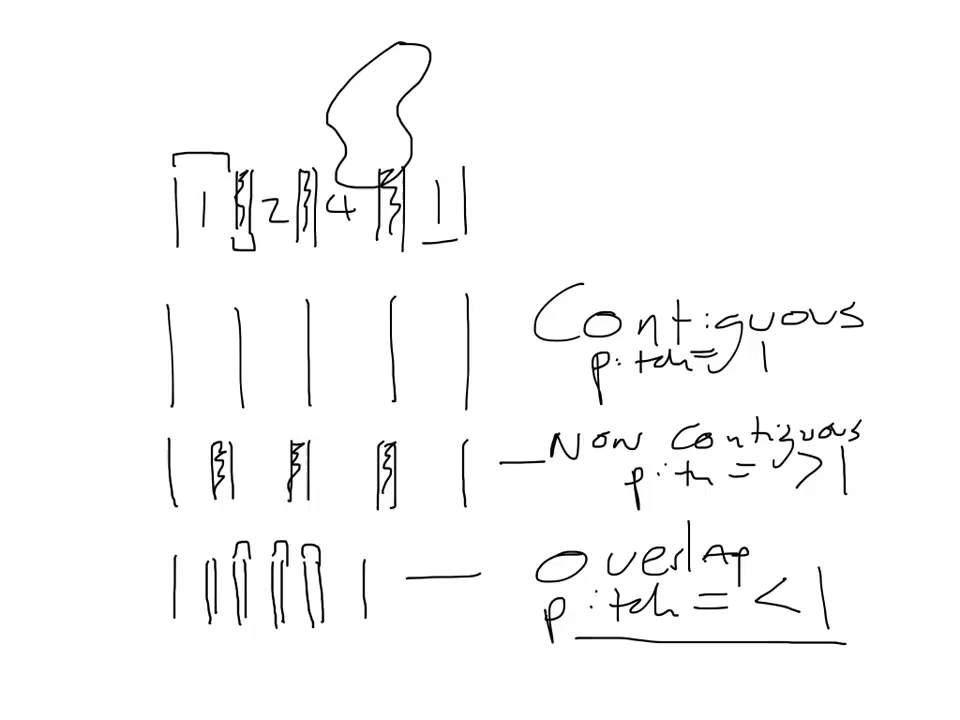 1 2 4 1
Contiguous
pitch= 1
Non contiguous
pitch = >1
Overlap
pitch = <1